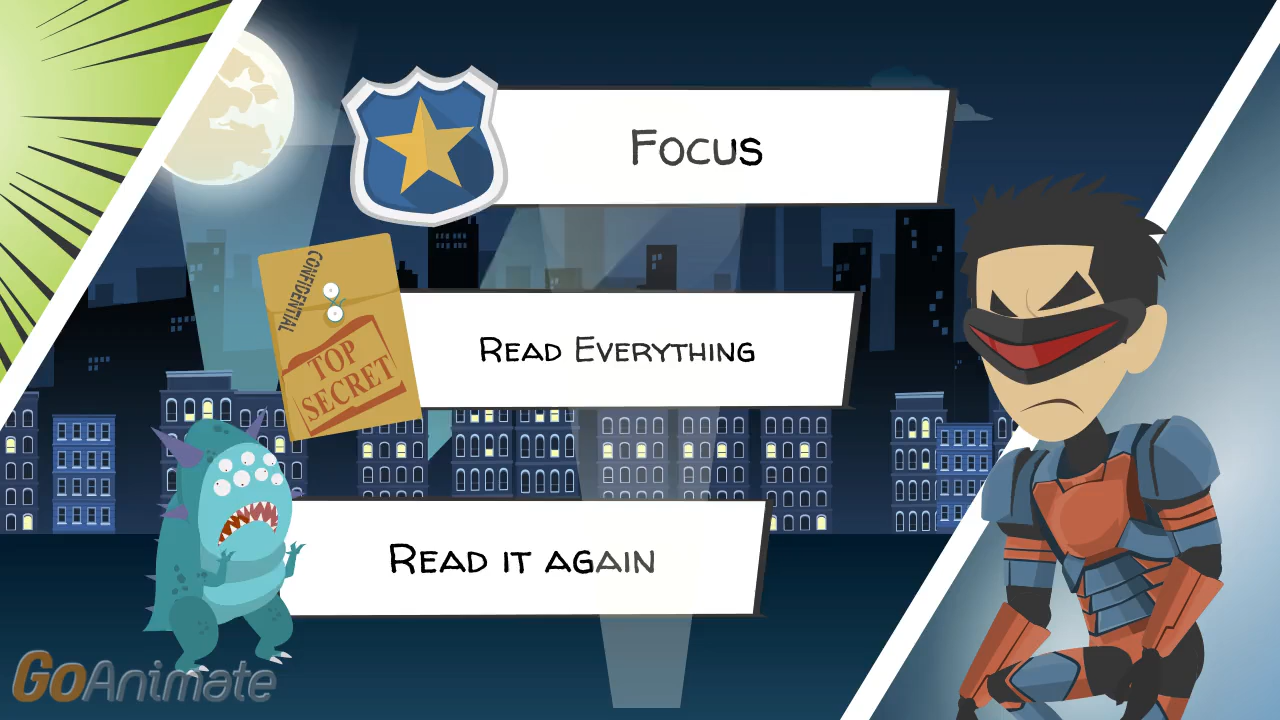 Focus
CONFIDENTIAL
Read Everything
TOP
SECRET
Read it again
GoAnimate